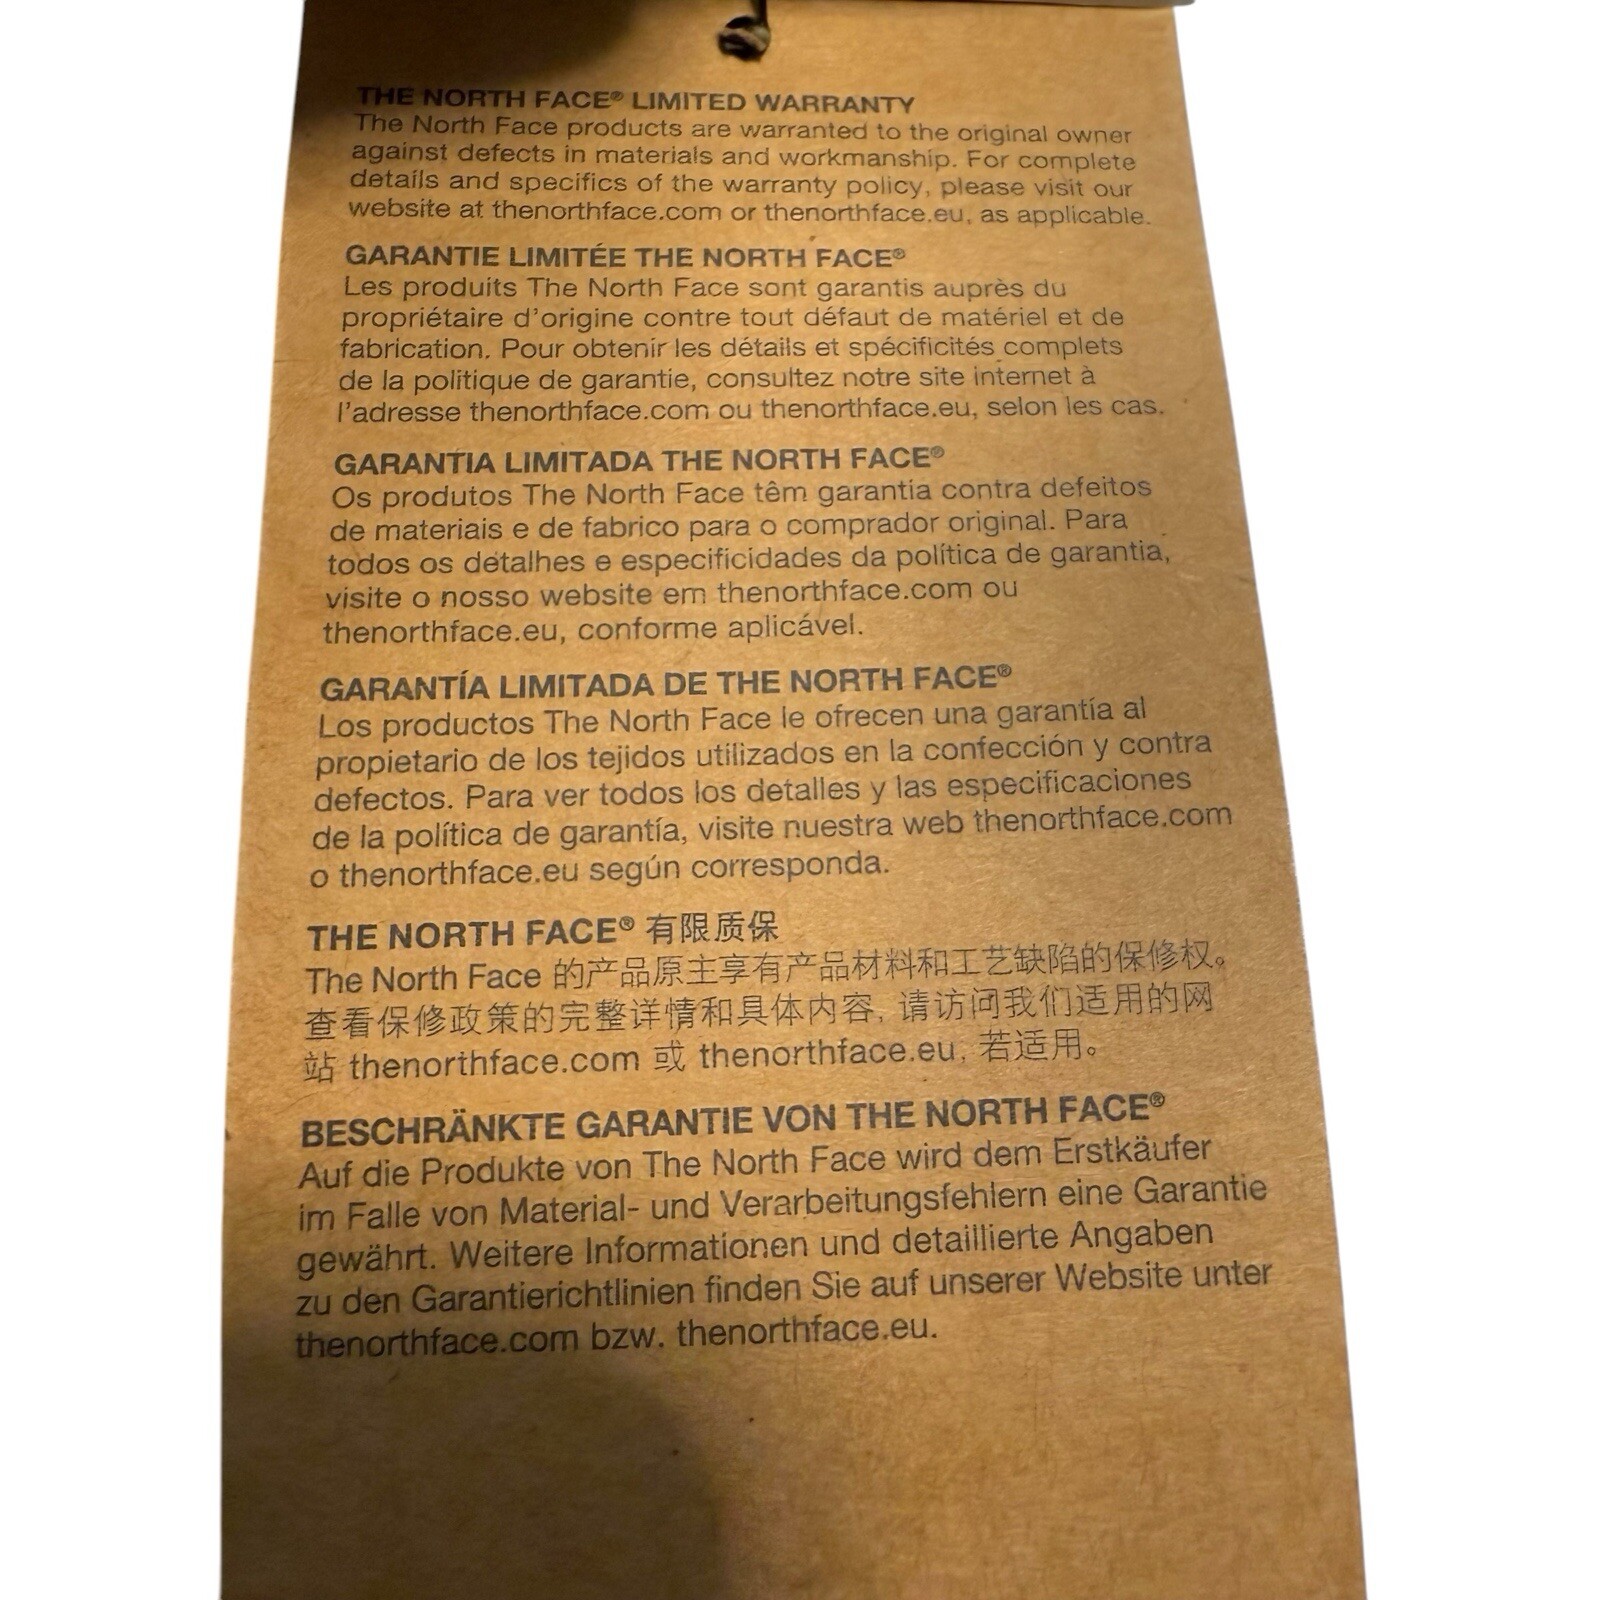 THE NORTH FACE® LIMITED WARRANTY
The North Face products are warranted to the original owner
against defects in materials and workmanship. For complete
details and specifics of the warranty policy, please visit our
website at thenorthface.com or thenorthface.eu, as applicable.
GARANTIE LIMITÉE THE NORTH FACE®
Les produits The North Face sont garantis auprès du
propriétaire d'origine contre tout défaut de matériel et de
fabrication. Pour obtenir les détails et spécificités complets
de la politique de garantie, consultez notre site internet à
l'adresse thenorthface.com ou thenorthface.eu, selon les cas.
GARANTIA LIMITADA THE NORTH FACE®
Os produtos The North Face têm garantia contra defeitos
de materiais e de fabrico para o comprador original. Para
todos os detalhes e especificidades da política de garantia,
visite o nosso website em thenorthface.com ou
thenorthface.eu, conforme aplicável.
GARANTÍA LIMITADA DE THE NORTH FACE®
Los productos The North Face le ofrecen una garantía al
propietario de los tejidos utilizados en la confección y contra
defectos. Para ver todos los detalles y las especificaciones
de la política de garantía, visite nuestra web thenorthface.com
o thenorthface.eu según corresponda.
THE NORTH FACE® 有限质保
The North Face 的产品原主享有产品材料和工艺缺陷的保修权。
查看保修政策的完整详情和具体内容, 请访问我们适用的网
站 thenorthface.com 或 thenorthface.eu, 若适用。
BESCHRÄNKTE GARANTIE VON THE NORTH FACE®
Auf die Produkte von The North Face wird dem Erstkäufer
im Falle von Material- und Verarbeitungsfehlern eine Garantie
gewährt. Weitere Informationen und detaillierte Angaben
zu den Garantierichtlinien finden Sie auf unserer Website unter
thenorthface.com bzw. thenorthface.eu.